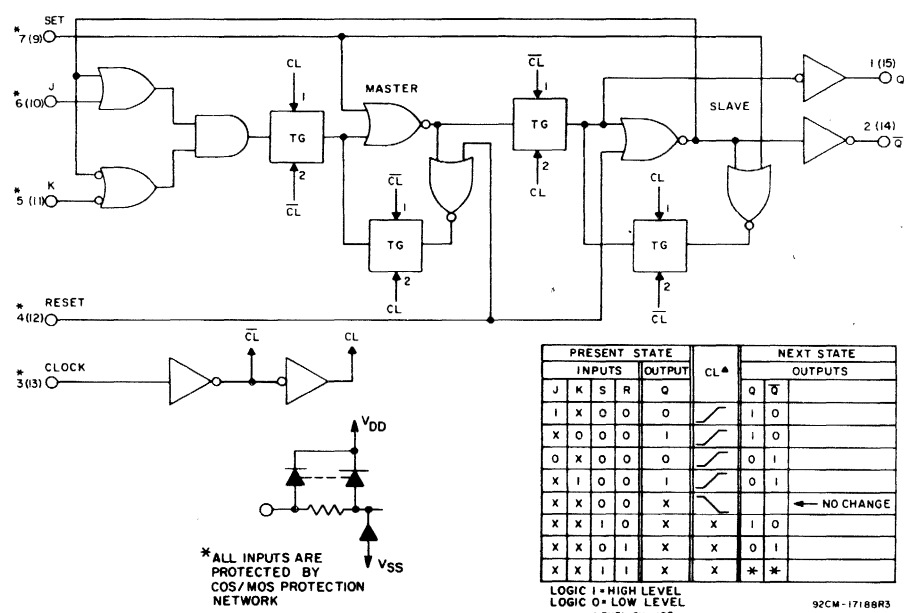 SET
*7(9)
J
*6(10)
K
*5(11)
CL
1
TG
2
C̅L̅
MASTER
C̅L̅
1
TG
2
CL
C̅L̅
1
TG
2
CL
SLAVE
CL
1
TG
2
C̅L̅
1(15)
Q
2(14)
Q̅
RESET
*4(12)
CLOCK
*3(13)
C̅L̅
CL
VDD
VSS
*ALL INPUTS ARE
PROTECTED BY
COS/MOS PROTECTION
NETWORK
PRESENT STATE CL▲ NEXT STATE
INPUTS OUTPUT OUTPUTS
J K S R Q Q Q̅
1 X 0 0 0 1 0
X 0 0 0 1 1 0
0 X 0 0 0 0 1
X 1 0 0 1 0 1
X X 0 0 X ← NO CHANGE
X X 1 0 X X 1 0
X X 0 1 X X 0 1
X X 1 1 X X * *
LOGIC 1 = HIGH LEVEL
LOGIC 0 = LOW LEVEL
92CM-17188R3